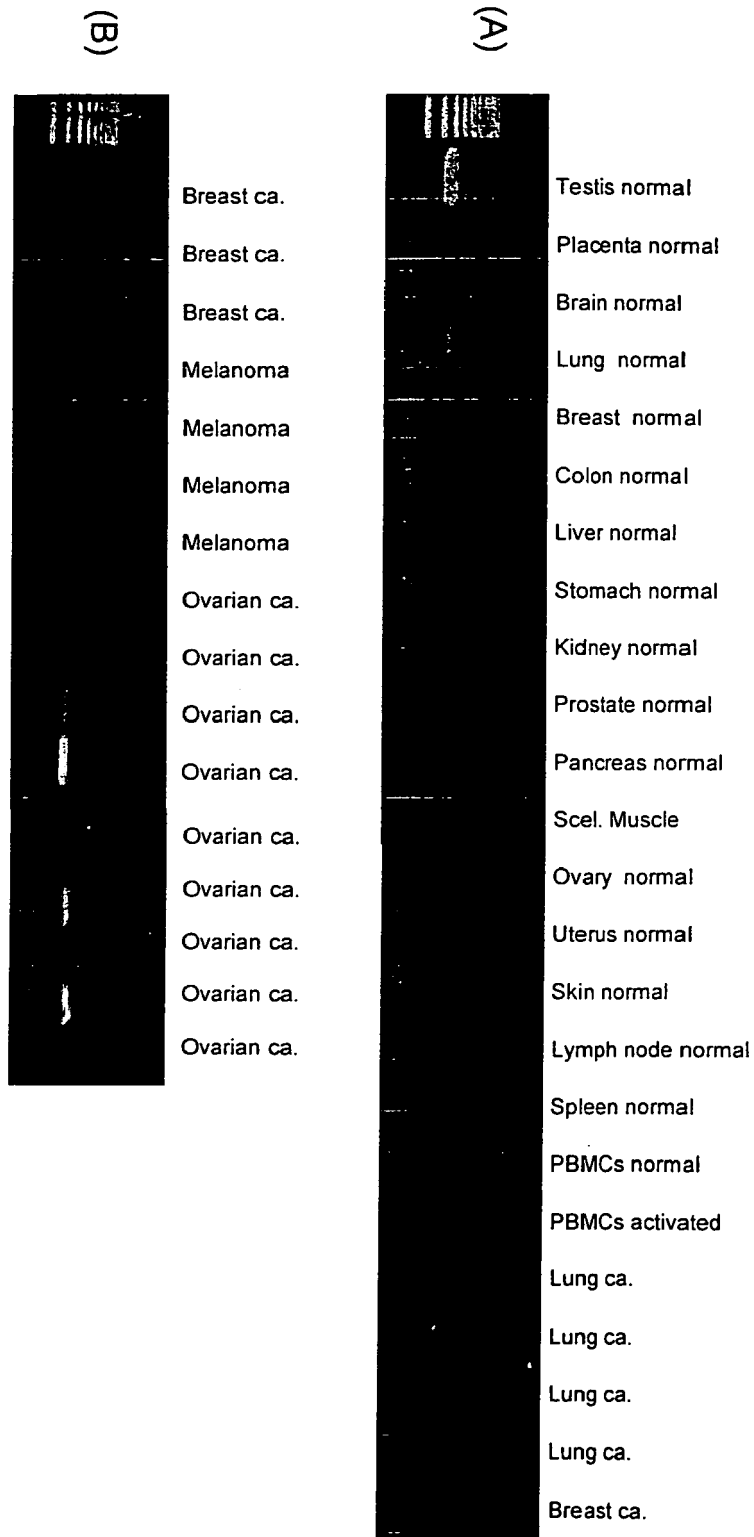 (A)
Testis normal
Placenta normal
Brain normal
Lung normal
Breast normal
Colon normal
Liver normal
Stomach normal
Kidney normal
Prostate normal
Pancreas normal
Scel. Muscle
Ovary normal
Uterus normal
Skin normal
Lymph node normal
Spleen normal
PBMCs normal
PBMCs activated
Lung ca.
Lung ca.
Lung ca.
Lung ca.
Breast ca.
(B)
Breast ca.
Breast ca.
Breast ca.
Melanoma
Melanoma
Melanoma
Melanoma
Ovarian ca.
Ovarian ca.
Ovarian ca.
Ovarian ca.
Ovarian ca.
Ovarian ca.
Ovarian ca.
Ovarian ca.
Ovarian ca.